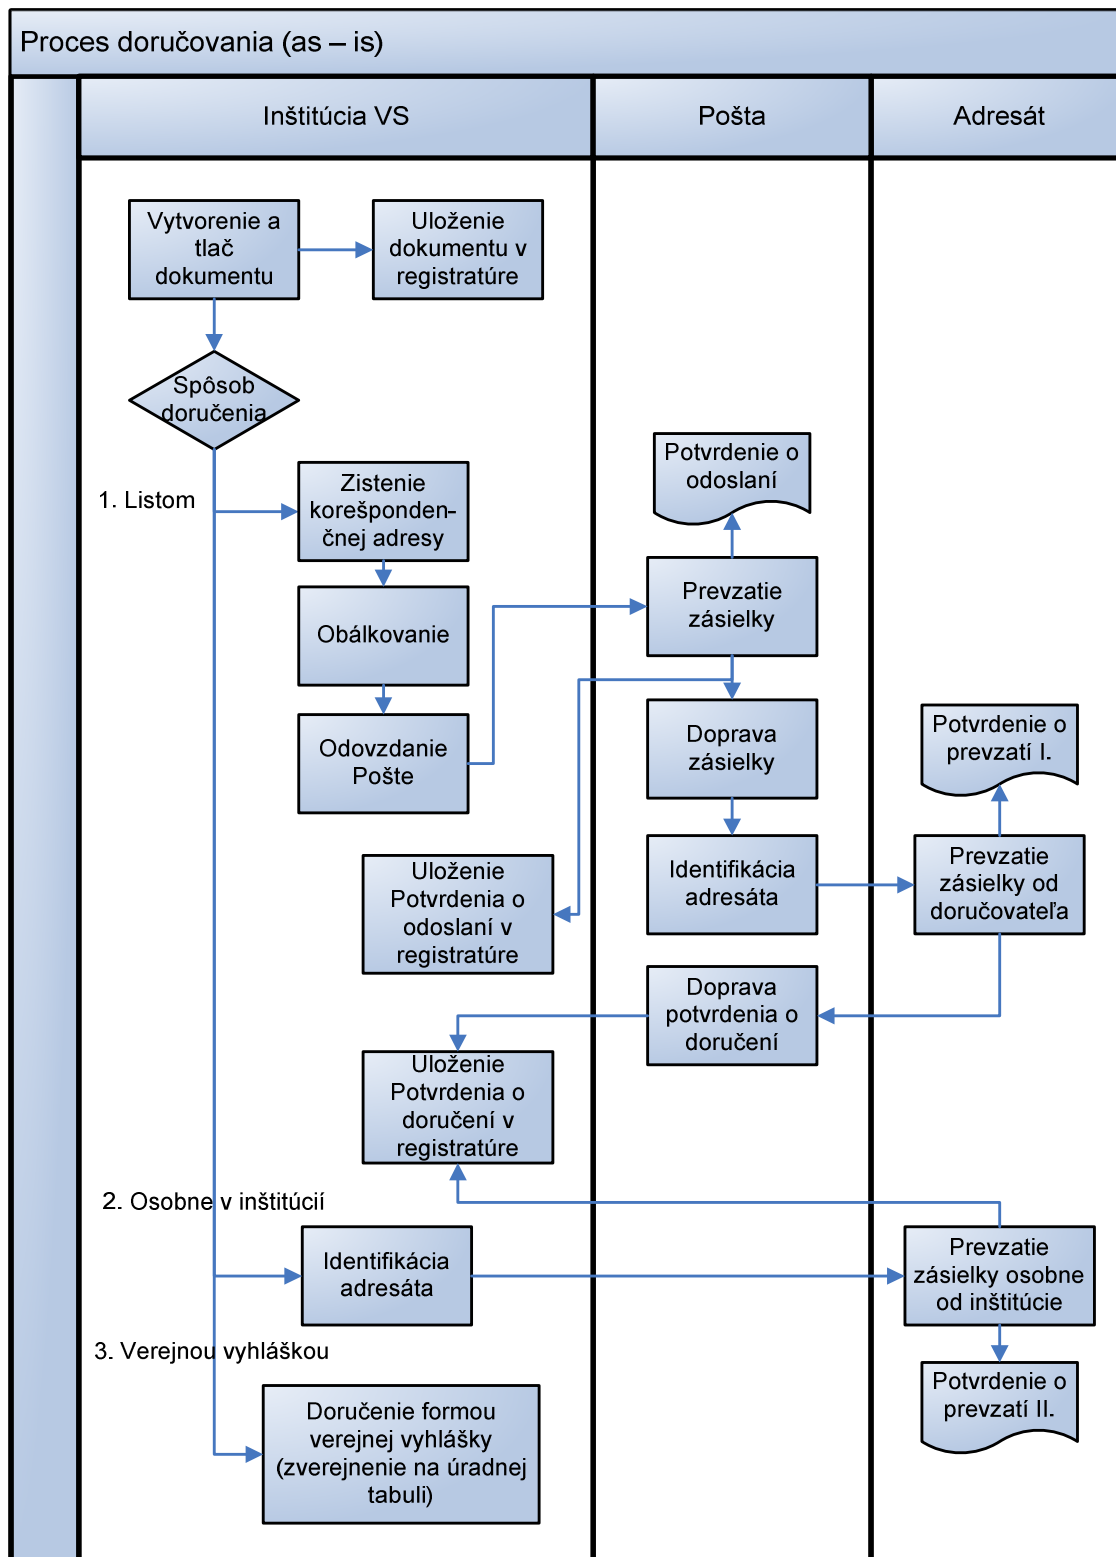 Proces doručovania (as – is)
Inštitúcia VS
Pošta
Adresát
Vytvorenie a
tlač
dokumentu
Uloženie
dokumentu v
registratúre
Spôsob
doručenia
1. Listom
Zistenie
korešponden-
čnej adresy
Obálkovanie
Odovzdanie
Pošte
Potvrdenie o
odoslaní
Prevzatie
zásielky
Doprava
zásielky
Identifikácia
adresáta
Potvrdenie o
prevzatí I.
Prevzatie
zásielky od
doručovateľa
Uloženie
Potvrdenia o
odoslaní v
registratúre
Doprava
potvrdenia o
doručení
Uloženie
Potvrdenia o
doručení v
registratúre
2. Osobne v inštitúcií
Identifikácia
adresáta
Prevzatie
zásielky osobne
od inštitúcie
Potvrdenie o
prevzatí II.
3. Verejnou vyhláškou
Doručenie formou
verejnej vyhlášky
(zverejnenie na úradnej
tabuli)